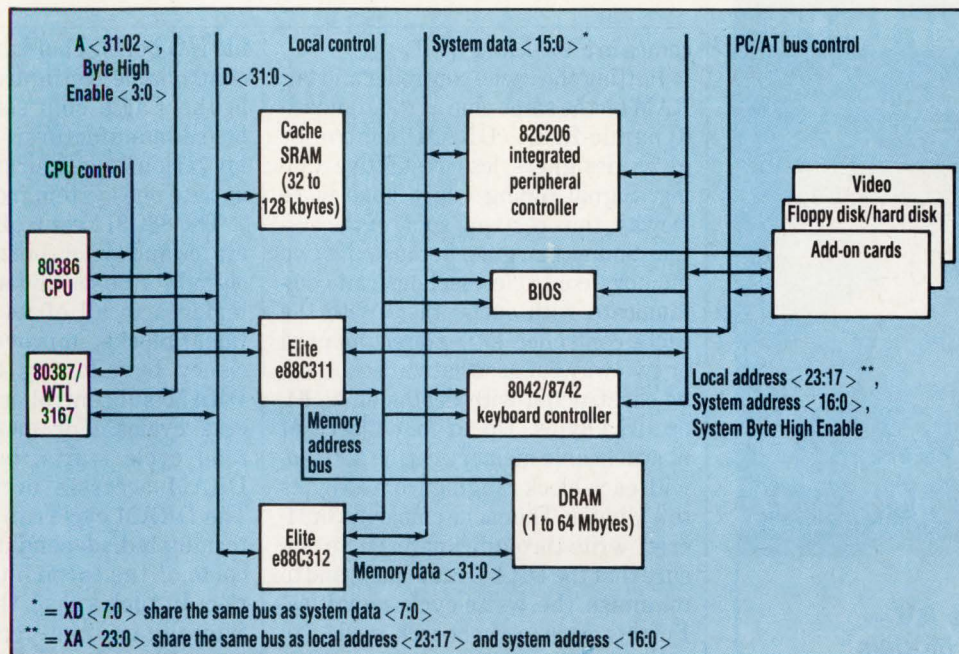 A <31:02>,
Byte High
Enable <3:0>
D <31:0>
Local control
System data <15:0> *
PC/AT bus control
CPU control
Cache
SRAM
(32 to
128 kbytes)
82C206
integrated
peripheral
controller
Video
Floppy disk/hard disk
Add-on cards
80386
CPU
BIOS
80387/
WTL
3167
Elite
e88C311
8042/8742
keyboard controller
Local address <23:17> **,
System address <16:0>,
System Byte High Enable
Memory
address
bus
DRAM
(1 to 64 Mbytes)
Elite
e88C312
Memory data <31:0>
* = XD <7:0> share the same bus as system data <7:0>
** = XA <23:0> share the same bus as local address <23:17> and system address <16:0>